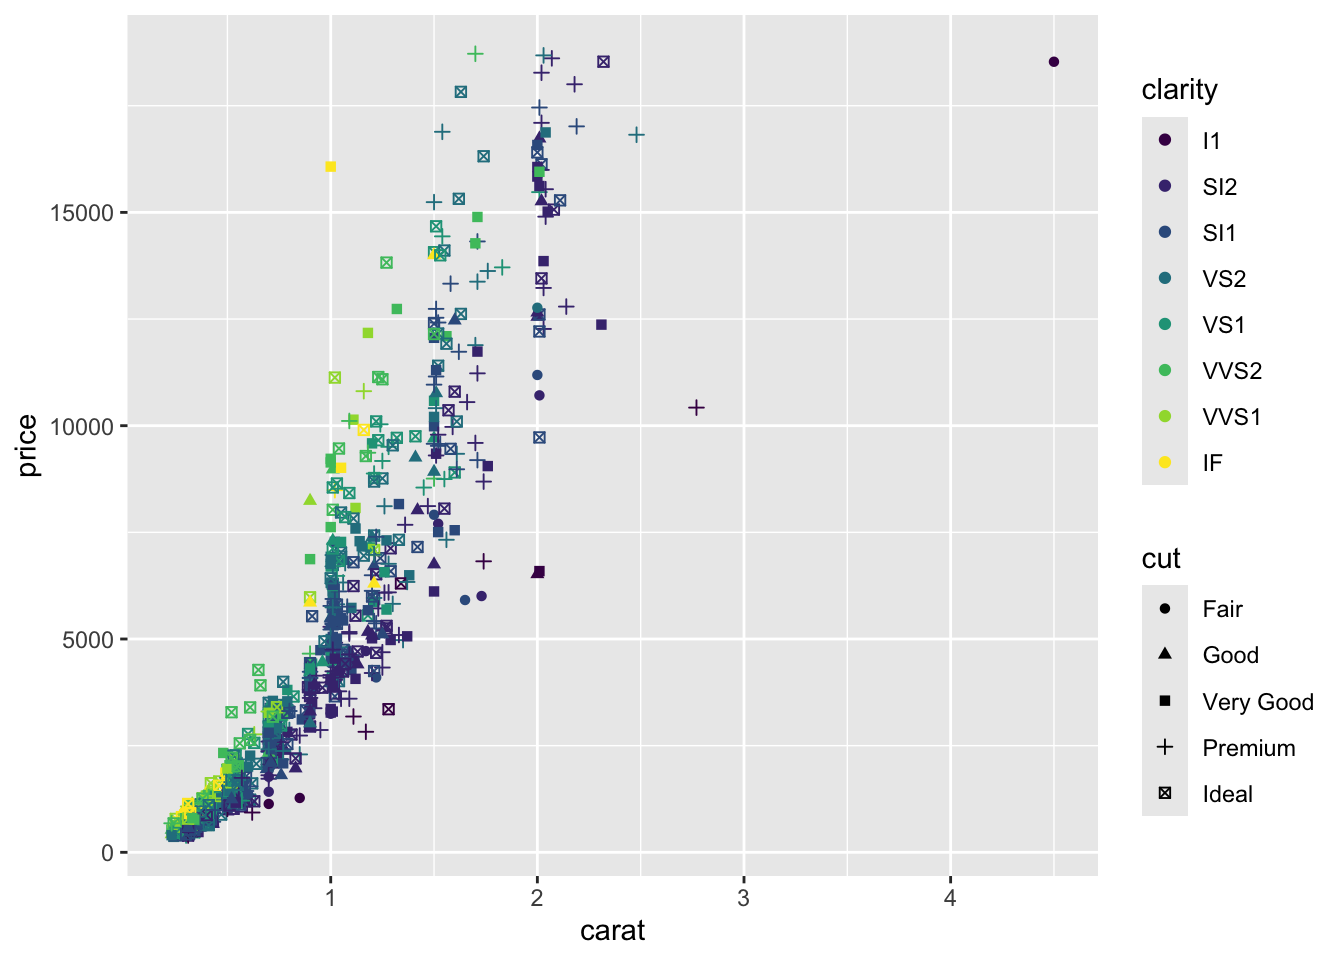 clarity
I1
SI2
SI1
VS2
VS1
VVS2
VVS1
IF
cut
Fair
Good
Very Good
Premium
Ideal
price
15000
10000
5000
0
1
2
3
4
carat